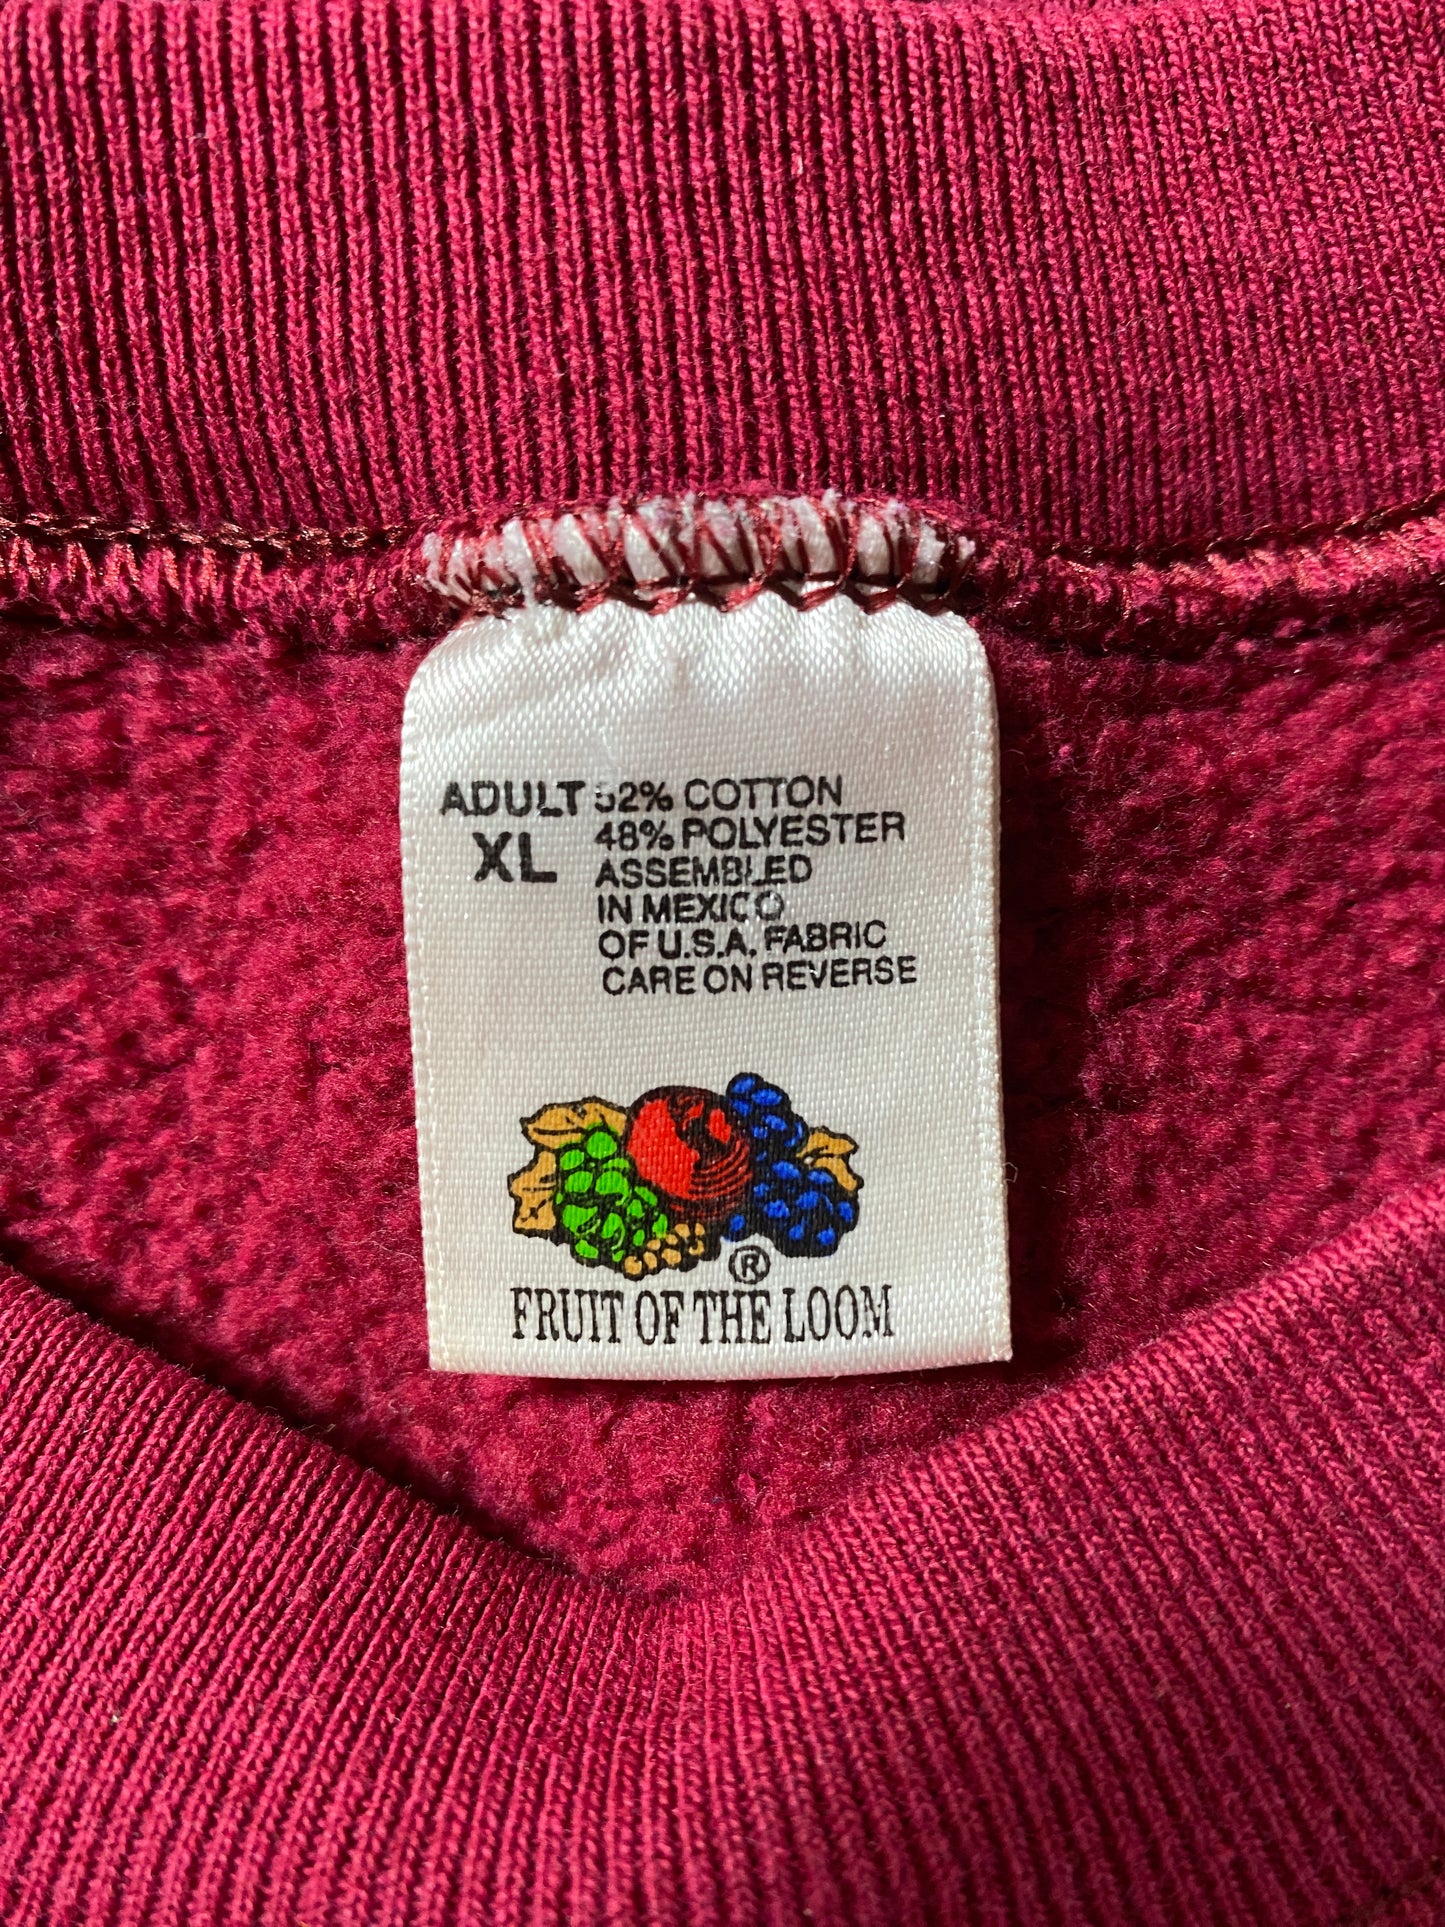 ADULT 52% COTTON
XL 48% POLYESTER
ASSEMBLED
IN MEXICO
OF U.S.A. FABRIC
CARE ON REVERSE
®
FRUIT OF THE LOOM